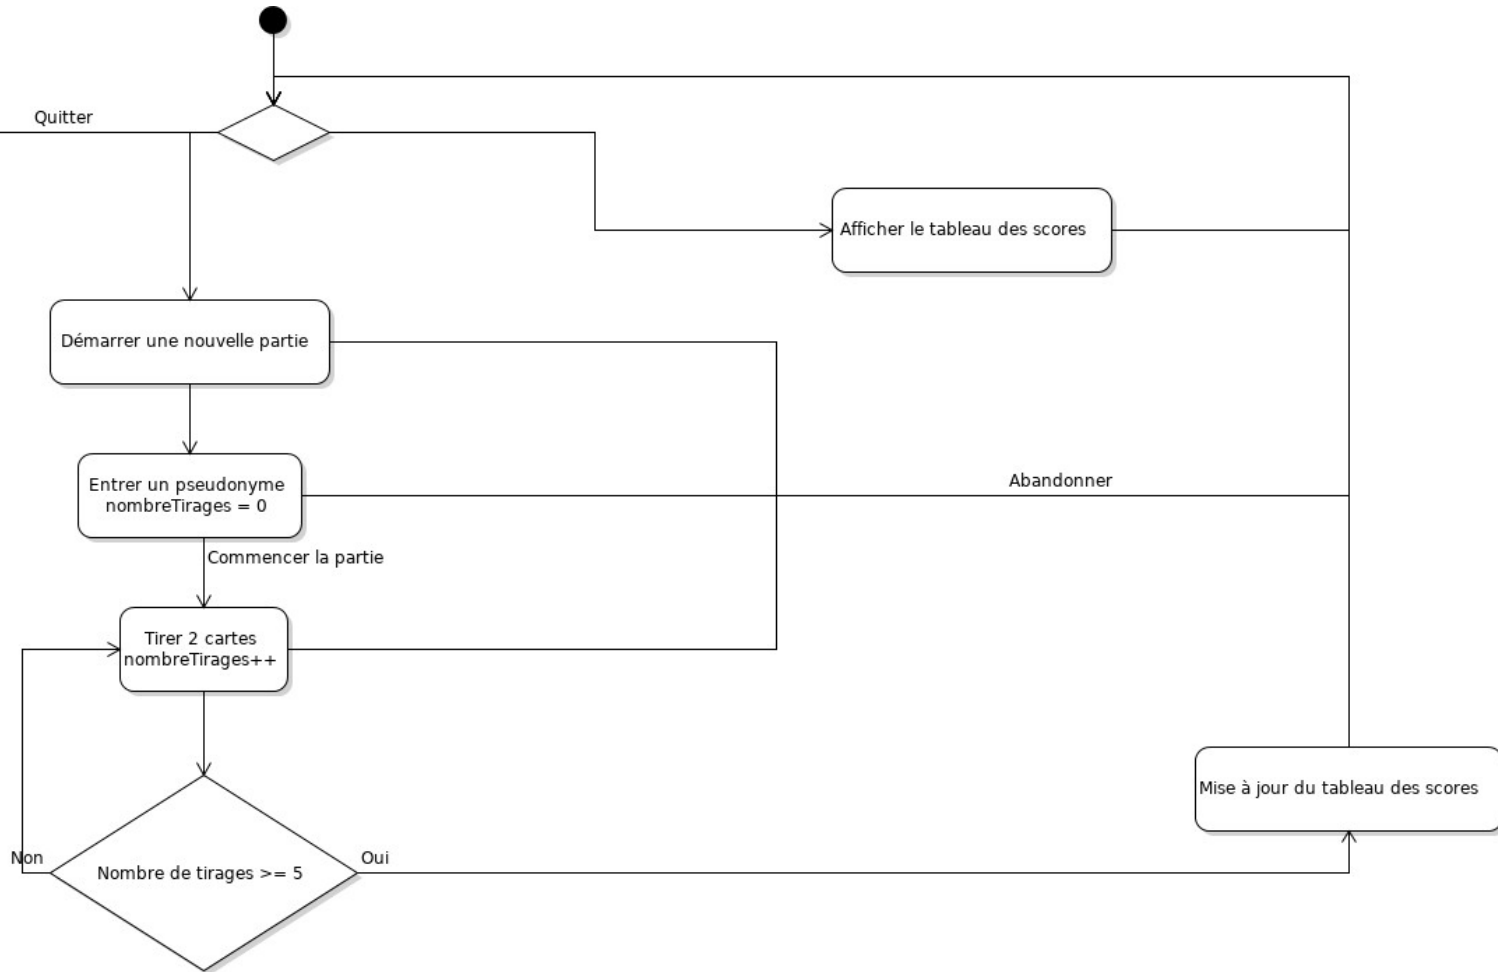 Quitter
Afficher le tableau des scores
Démarrer une nouvelle partie
Entrer un pseudonyme
nombreTirages = 0
Abandonner
Commencer la partie
Tirer 2 cartes
nombreTirages++
Mise à jour du tableau des scores
Non
Nombre de tirages >= 5
Oui